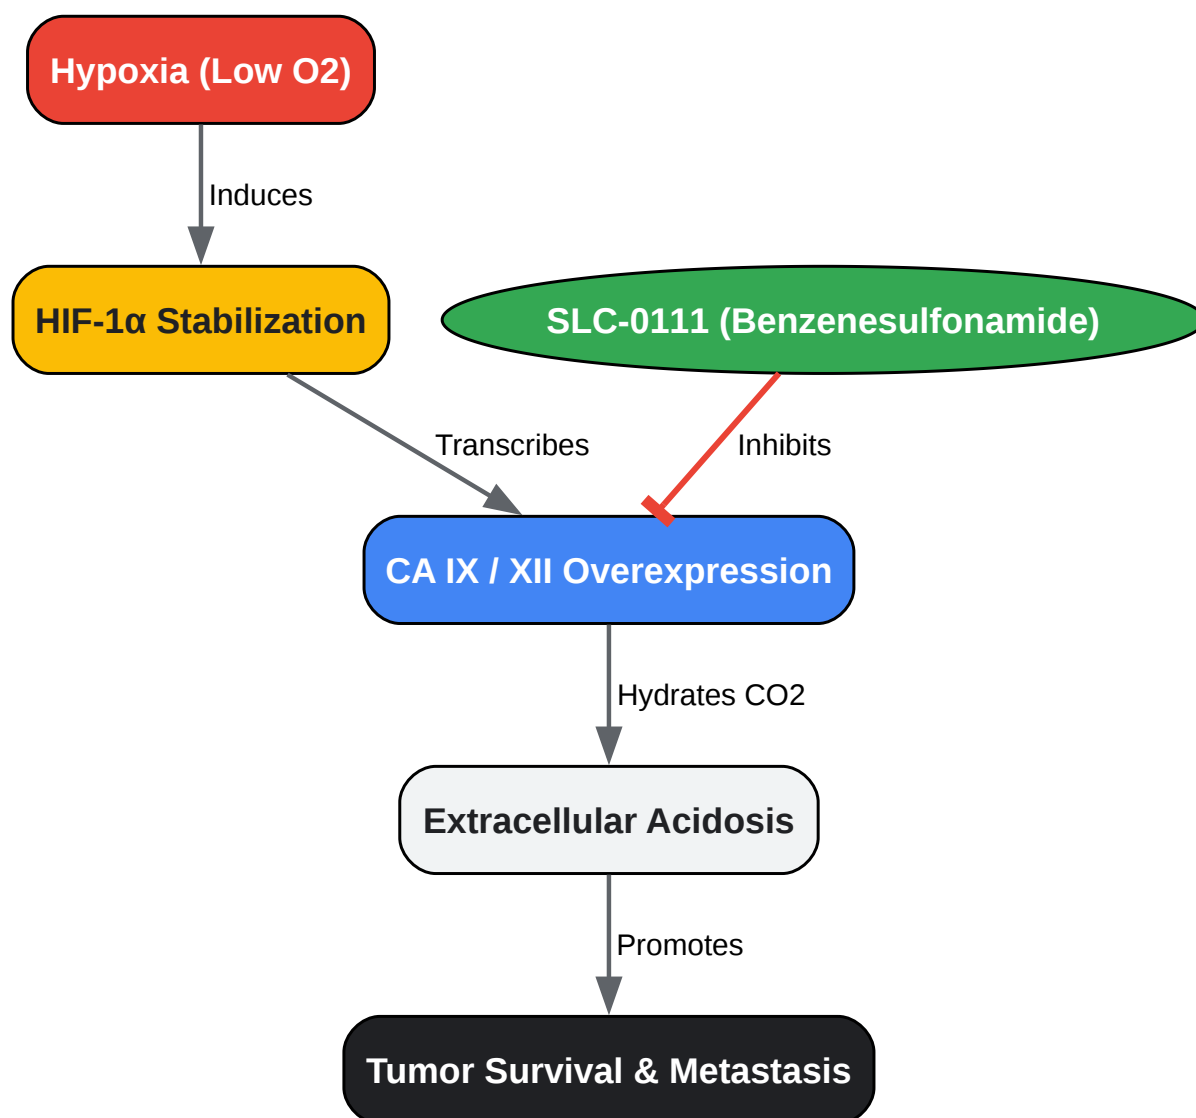 Hypoxia (Low O2)
Induces
HIF-1α Stabilization
SLC-0111 (Benzenesulfonamide)
Transcribes
Inhibits
CA IX / XII Overexpression
Hydrates CO2
Extracellular Acidosis
Promotes
Tumor Survival & Metastasis